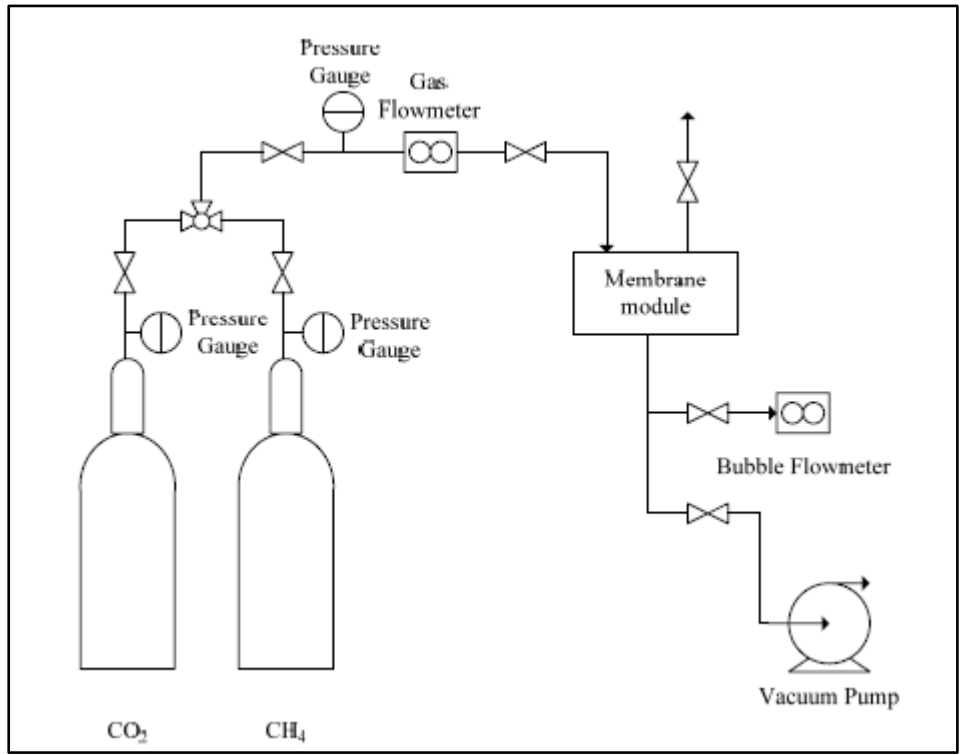 Pressure
Gauge
Gas
Flowmeter
Membrane
module
Pressure
Gauge
Pressure
Gauge
Bubble Flowmeter
Vacuum Pump
CO₂
CH₄